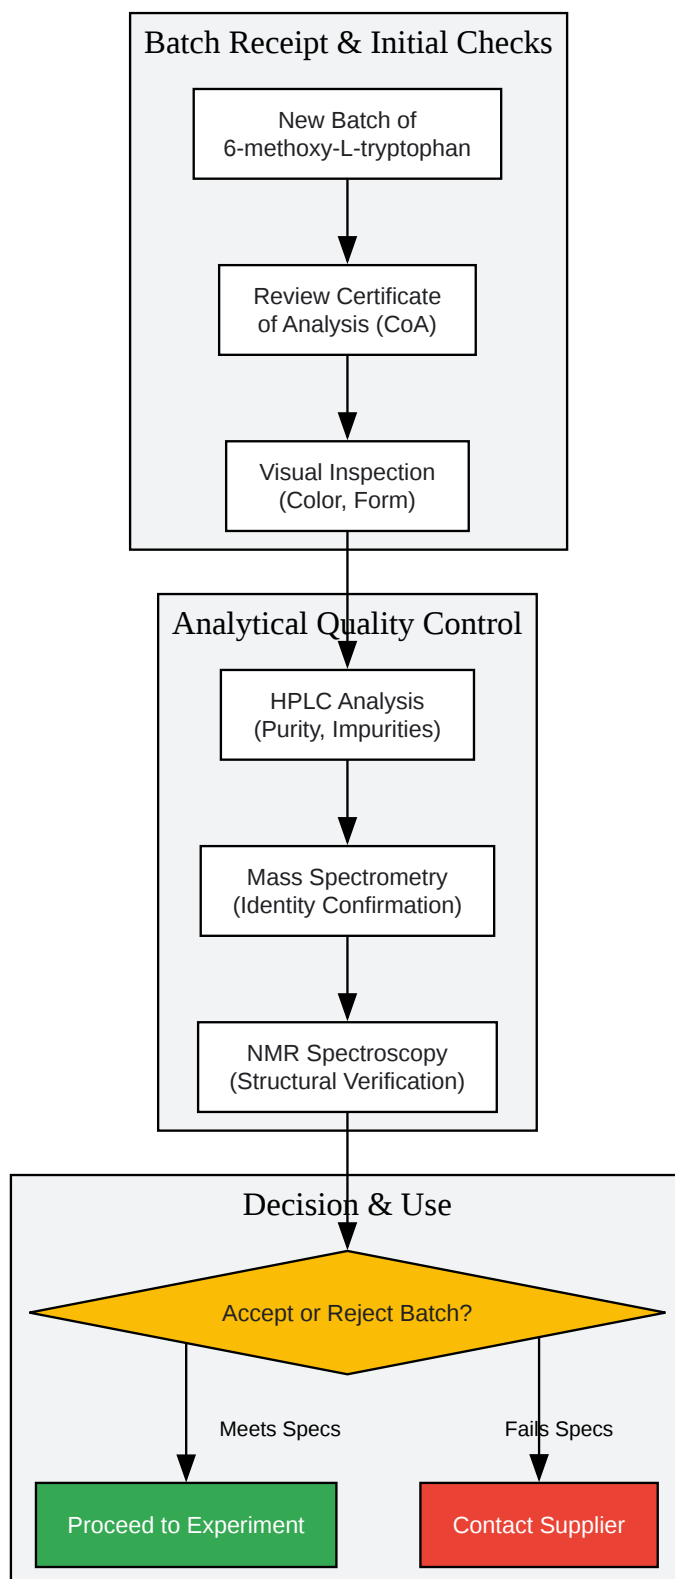 Batch Receipt & Initial Checks
New Batch of
6-methoxy-L-tryptophan
Review Certificate
of Analysis (CoA)
Visual Inspection
(Color, Form)
Analytical Quality Control
HPLC Analysis
(Purity, Impurities)
Mass Spectrometry
(Identity Confirmation)
NMR Spectroscopy
(Structural Verification)
Decision & Use
Accept or Reject Batch?
Meets Specs
Fails Specs
Proceed to Experiment
Contact Supplier